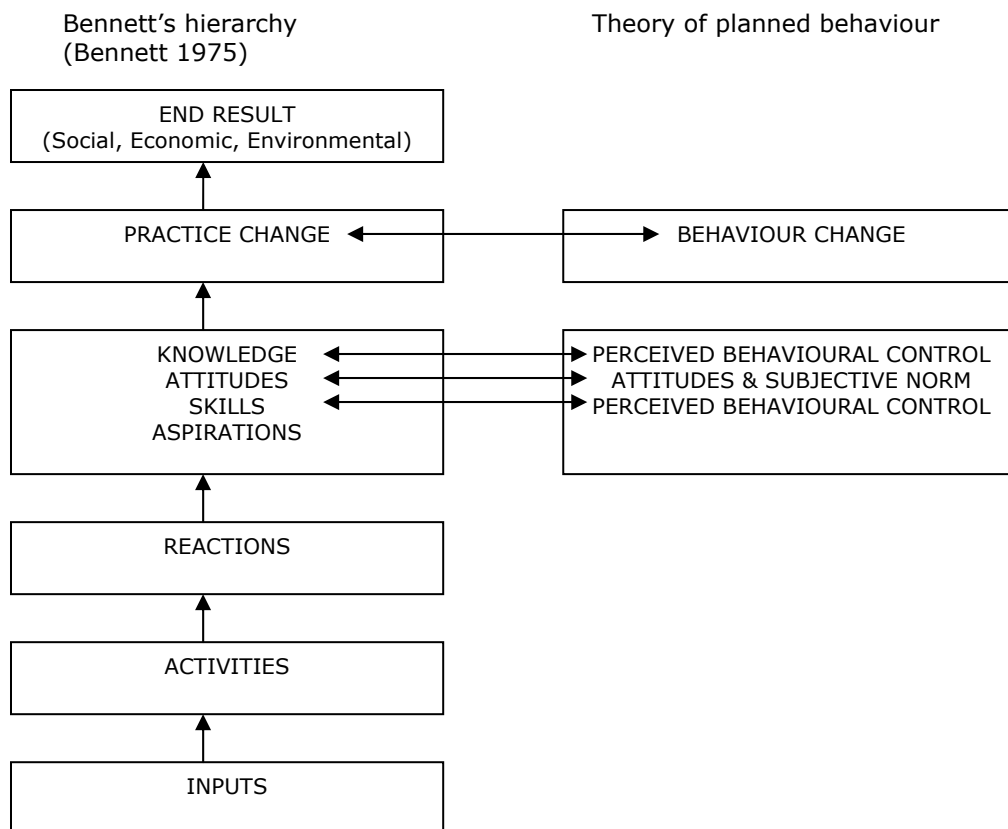 Bennett’s hierarchy
(Bennett 1975)
Theory of planned behaviour
END RESULT
(Social, Economic, Environmental)
PRACTICE CHANGE
BEHAVIOUR CHANGE
KNOWLEDGE
ATTITUDES
SKILLS
ASPIRATIONS
PERCEIVED BEHAVIOURAL CONTROL
ATTITUDES & SUBJECTIVE NORM
PERCEIVED BEHAVIOURAL CONTROL
REACTIONS
ACTIVITIES
INPUTS